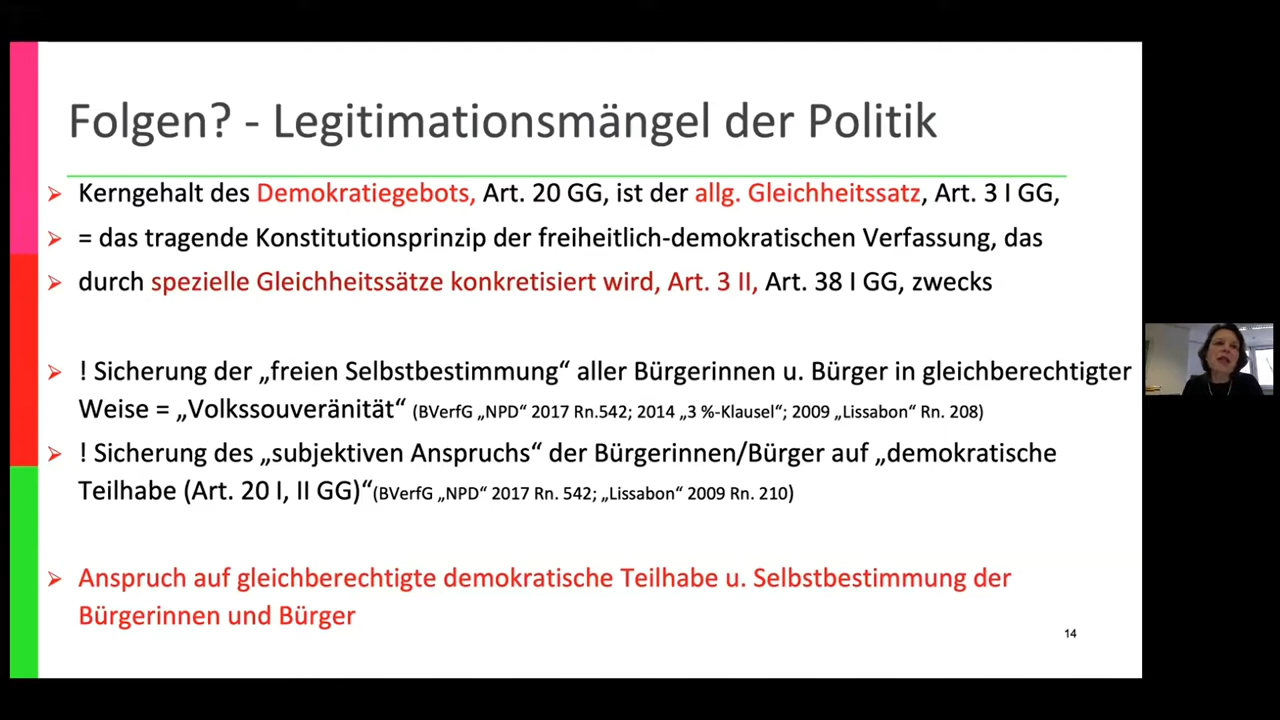 Folgen? - Legitimationsmängel der Politik
Kerngehalt des Demokratiegebots, Art. 20 GG, ist der allg. Gleichheitssatz, Art. 3 I GG,
= das tragende Konstitutionsprinzip der freiheitlich-demokratischen Verfassung, das
durch spezielle Gleichheitssätze konkretisiert wird, Art. 3 II, Art. 38 I GG, zwecks
! Sicherung der „freien Selbstbestimmung“ aller Bürgerinnen u. Bürger in gleichberechtigter
Weise = „Volkssouveränität“ (BVerfG „NPD“ 2017 Rn.542; 2014 „3 %-Klausel“; 2009 „Lissabon“ Rn. 208)
! Sicherung des „subjektiven Anspruchs“ der Bürgerinnen/Bürger auf „demokratische
Teilhabe (Art. 20 I, II GG)“(BVerfG „NPD“ 2017 Rn. 542; „Lissabon“ 2009 Rn. 210)
Anspruch auf gleichberechtigte demokratische Teilhabe u. Selbstbestimmung der
Bürgerinnen und Bürger
14